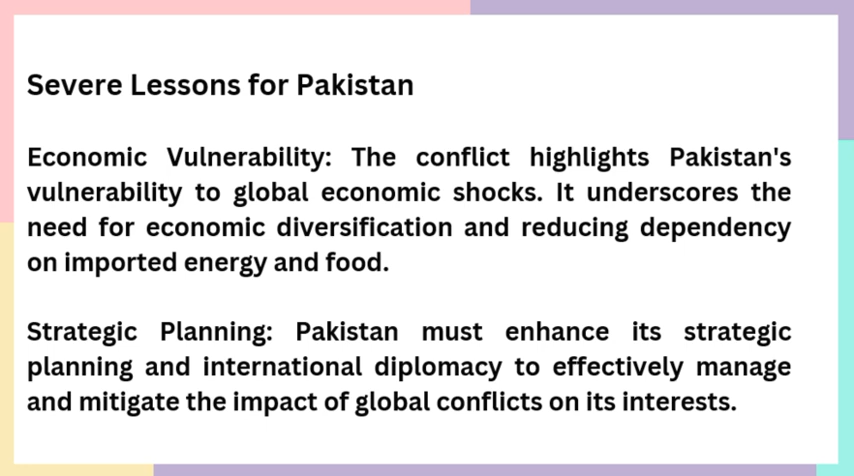 Severe Lessons for Pakistan
Economic Vulnerability: The conflict highlights Pakistan's
vulnerability to global economic shocks. It underscores the
need for economic diversification and reducing dependency
on imported energy and food.
Strategic Planning: Pakistan must enhance its strategic
planning and international diplomacy to effectively manage
and mitigate the impact of global conflicts on its interests.